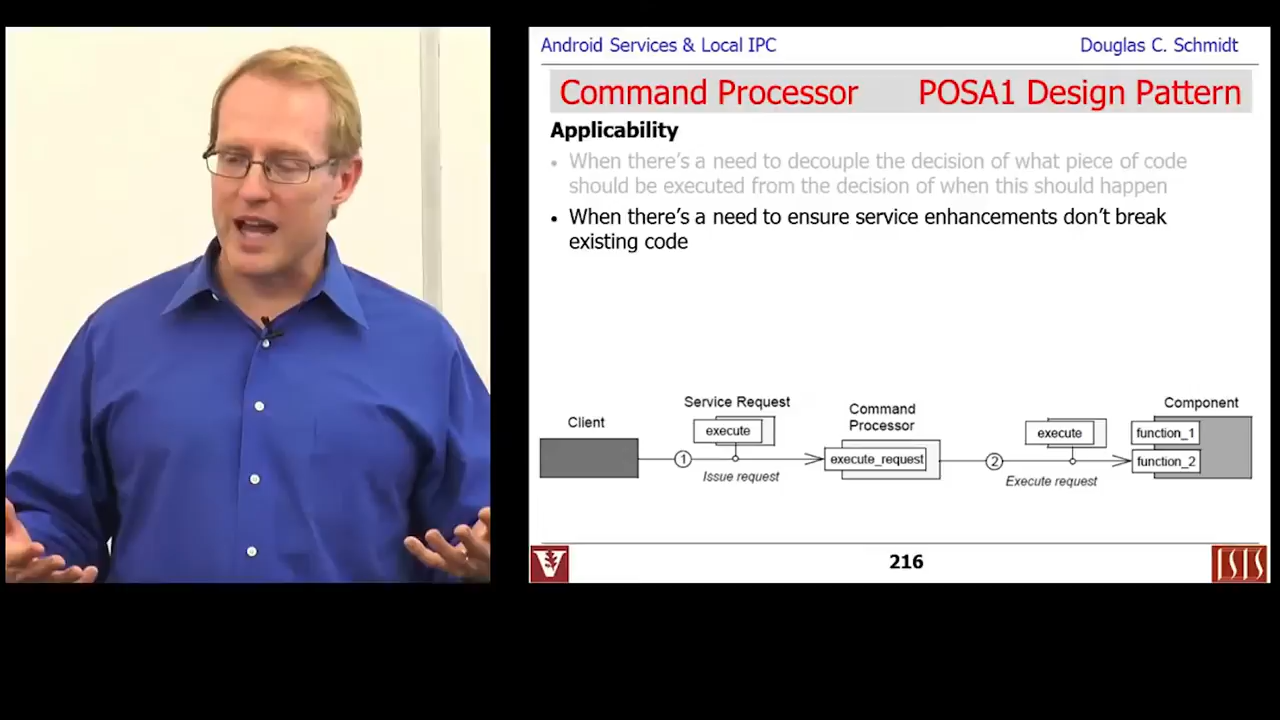 Android Services & Local IPC
Douglas C. Schmidt
Command Processor POSA1 Design Pattern
Applicability
• When there's a need to decouple the decision of what piece of code
should be executed from the decision of when this should happen
• When there's a need to ensure service enhancements don't break
existing code
Client
Service Request
execute
1
Issue request
Command
Processor
execute_request
2
execute
Execute request
Component
function_1
function_2
216
V
ISIS